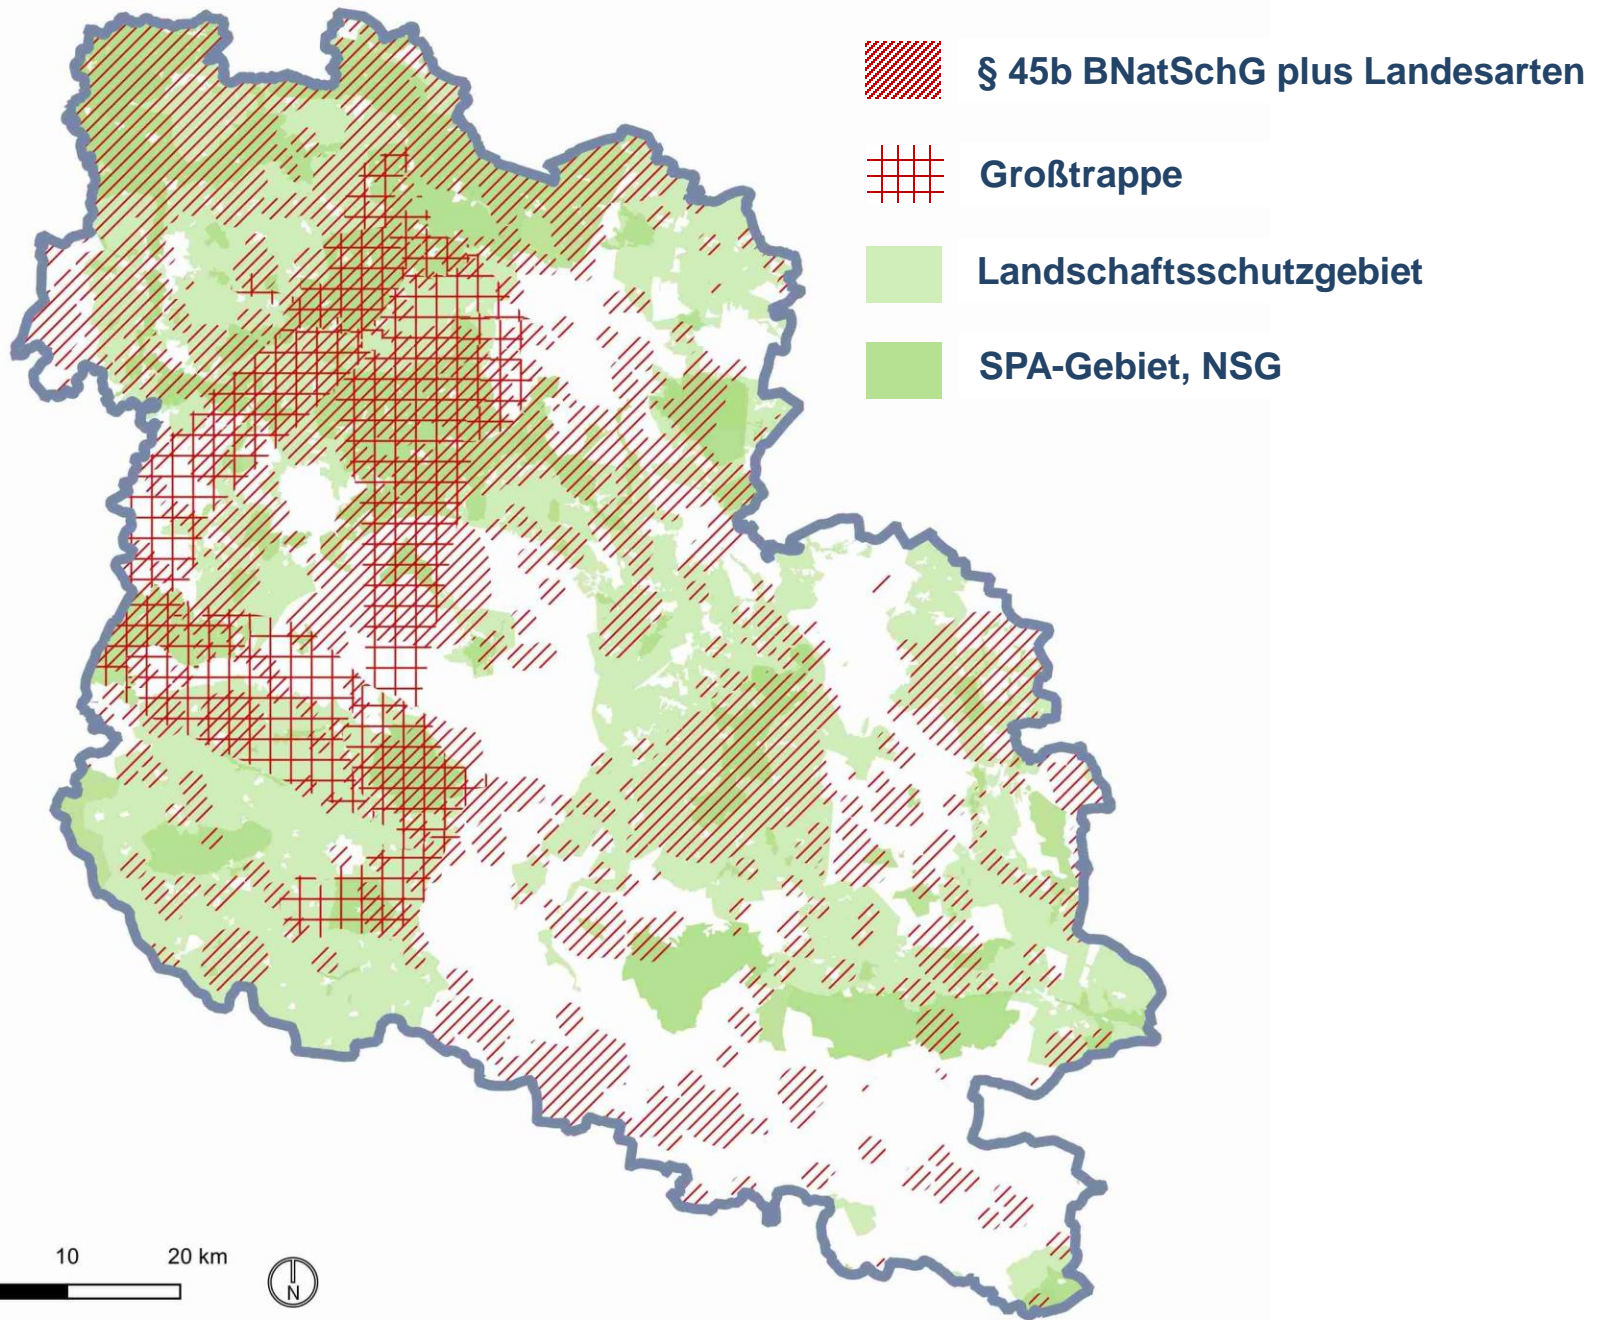 § 45b BNatSchG plus Landesarten
Großtrappe
Landschaftsschutzgebiet
SPA-Gebiet, NSG
10 20 km
N